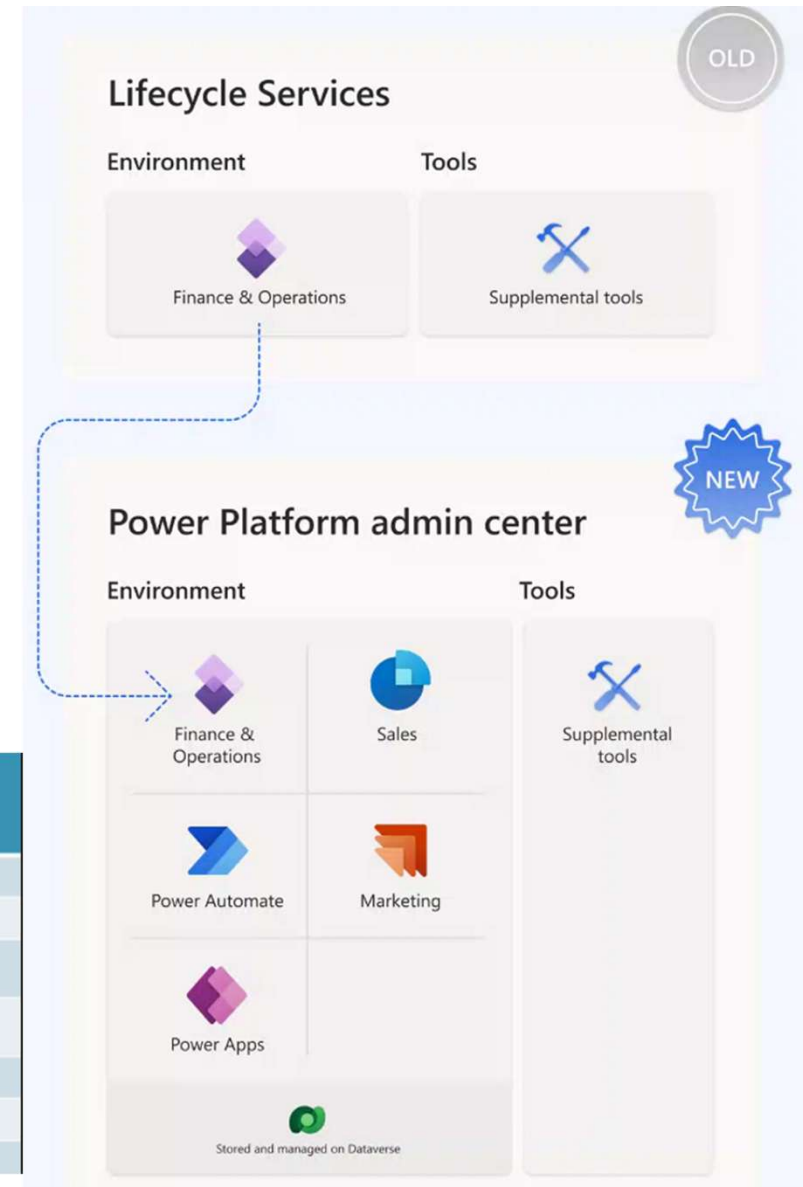 OLD
Lifecycle Services
Environment
Tools
Finance & Operations
Supplemental tools
NEW
Power Platform admin center
Environment
Tools
Finance &
Operations
Sales
Supplemental
tools
Power Automate
Marketing
Power Apps
Stored and managed on Dataverse